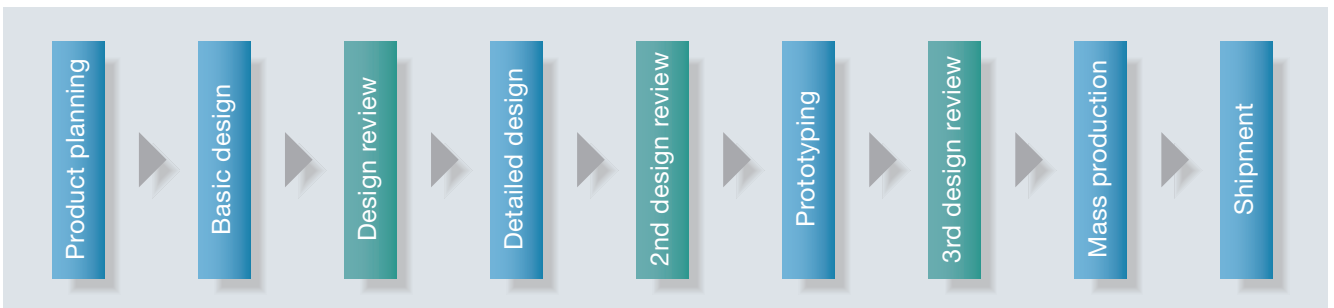 Product planning
Basic design
Design review
Detailed design
2nd design review
Prototyping
3rd design review
Mass production
Shipment